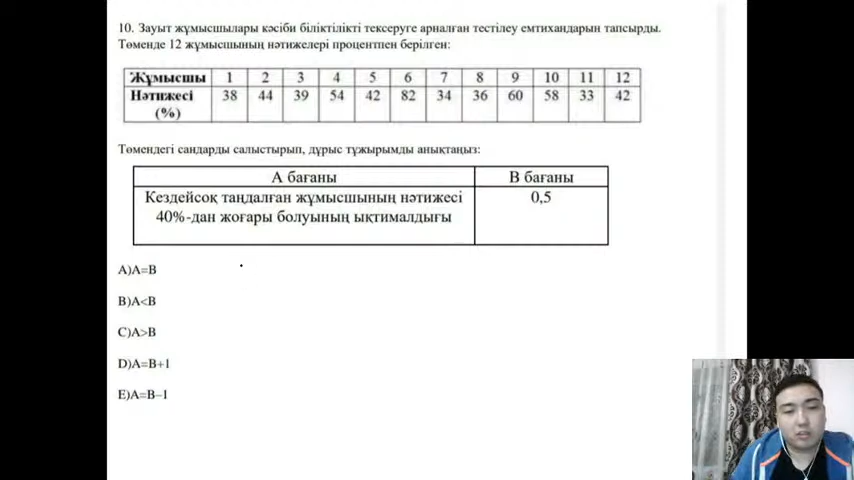 10. Зауыт жұмысшылары кәсіби біліктілікті тексеруге арналған тестілеу емтихандарын тапсырды.
Төменде 12 жұмысшының нәтижелері процентпен берілген:
Жұмысшы 1 2 3 4 5 6 7 8 9 10 11 12
Нәтижесі 38 44 39 54 42 82 34 36 60 58 33 42
(%)
Төмендегі сандарды салыстырып, дұрыс тұжырымды анықтаңыз:
А бағаны В бағаны
Кездейсоқ таңдалған жұмысшының нәтижесі 0,5
40%-дан жоғары болуының ықтималдығы
A)A=B
B)A<B
C)A>B
D)A=B+1
E)A=B–1